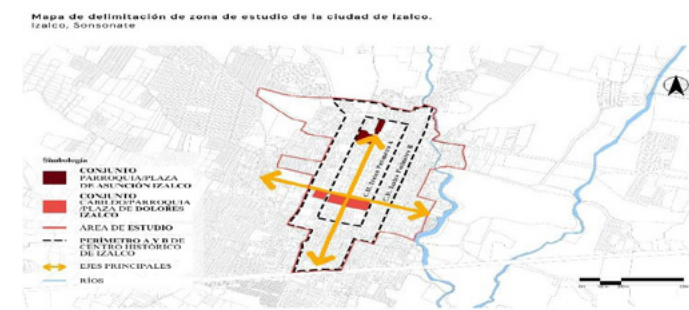 Mapa de delimitación de zona de estudio de la ciudad de Izalco.
Izalco, Sonsonate
Simbología
CONJUNTO
PARROQUIA/PLAZA
DE ASUNCIÓN IZALCO
CONJUNTO
CABILDO/PARROQUIA
/PLAZA DE DOLORES
IZALCO
AREA DE ESTUDIO
PERÍMETRO A Y B DE
CENTRO HISTÓRICO
DE IZALCO
EJES PRINCIPALES
RÍOS